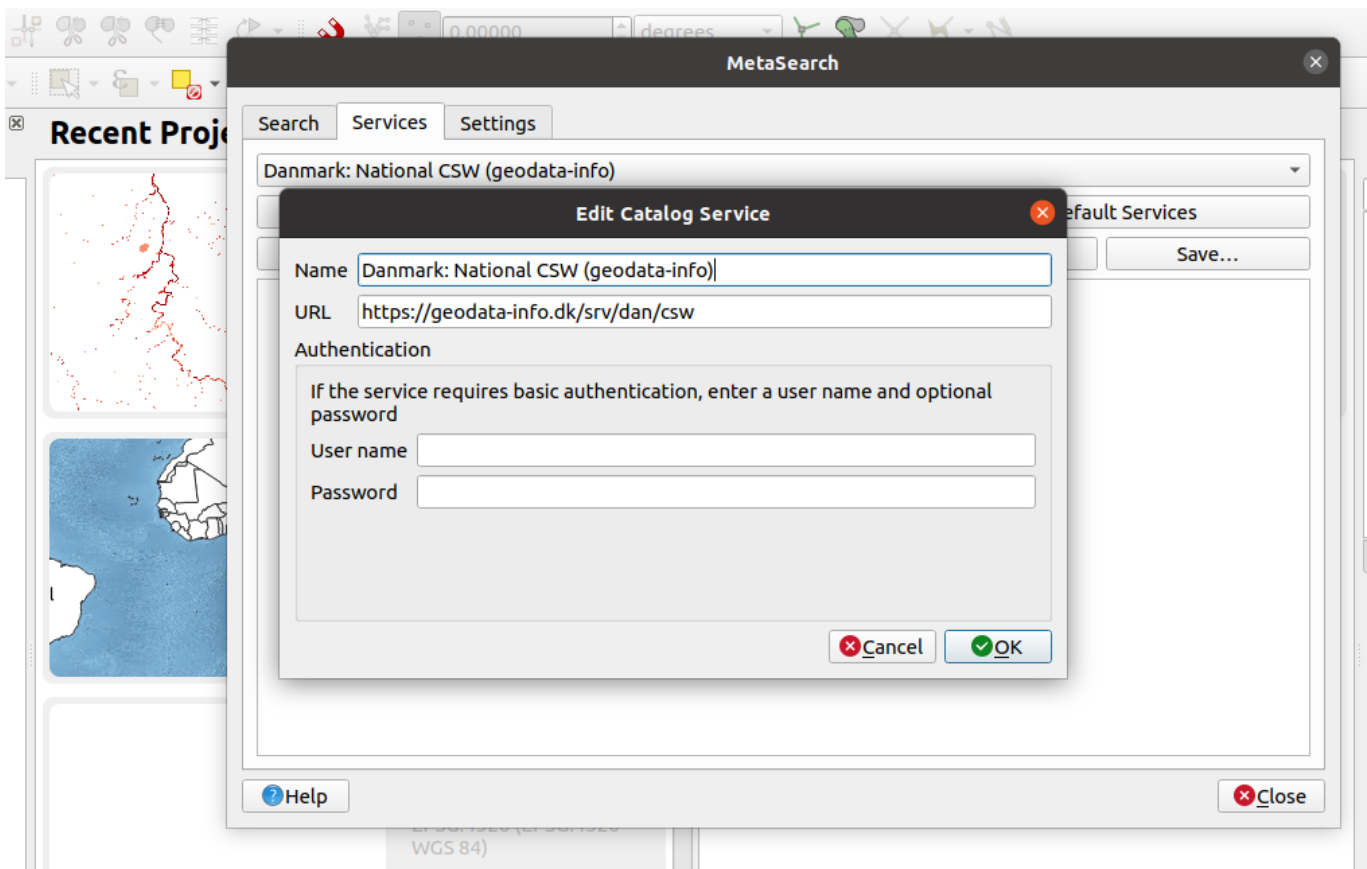 0.00000
degrees
MetaSearch
Recent Proje
Search
Services
Settings
Danmark: National CSW (geodata-info)
Edit Catalog Service
efault Services
Save...
Name
Danmark: National CSW (geodata-info)
URL
https://geodata-info.dk/srv/dan/csw
Authentication
If the service requires basic authentication, enter a user name and optional
password
User name
Password
Cancel
OK
Help
Close
WGS 84)